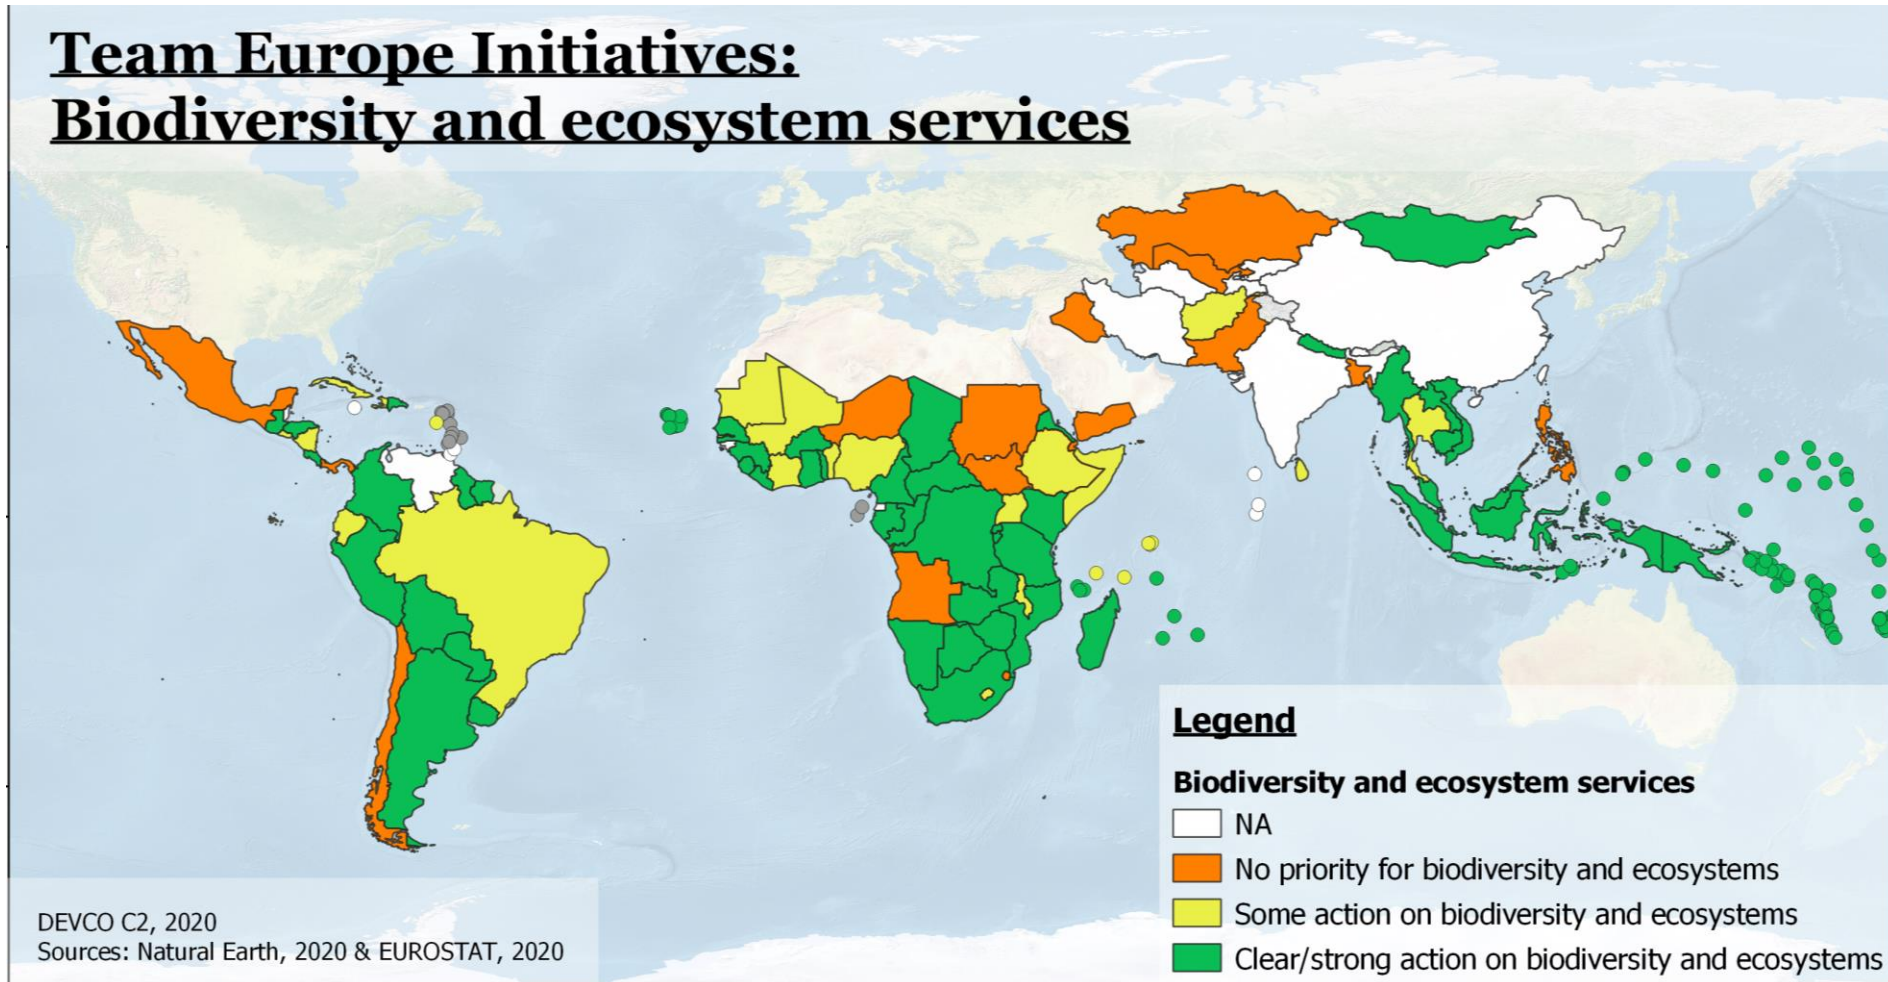 Team Europe Initiatives:
Biodiversity and ecosystem services
Legend
Biodiversity and ecosystem services
NA
No priority for biodiversity and ecosystems
Some action on biodiversity and ecosystems
Clear/strong action on biodiversity and ecosystems
DEVCO C2, 2020
Sources: Natural Earth, 2020 & EUROSTAT, 2020